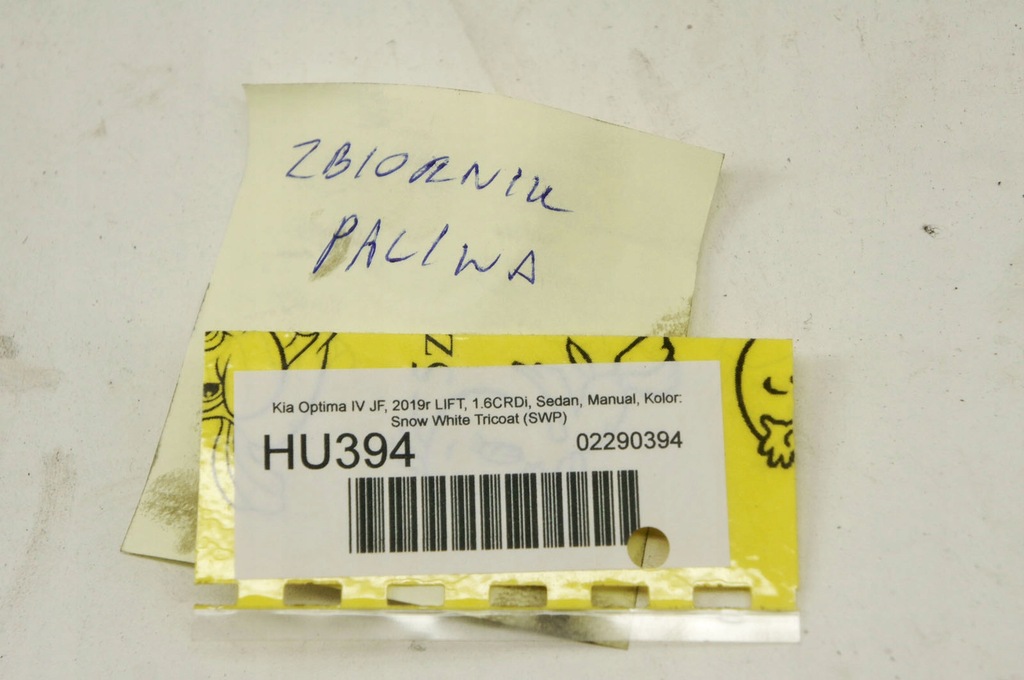 ZBIORNIK
PALIWA
Kia Optima IV JF, 2019r LIFT, 1.6CRDi, Sedan, Manual, Kolor:
Snow White Tricoat (SWP)
HU394
02290394